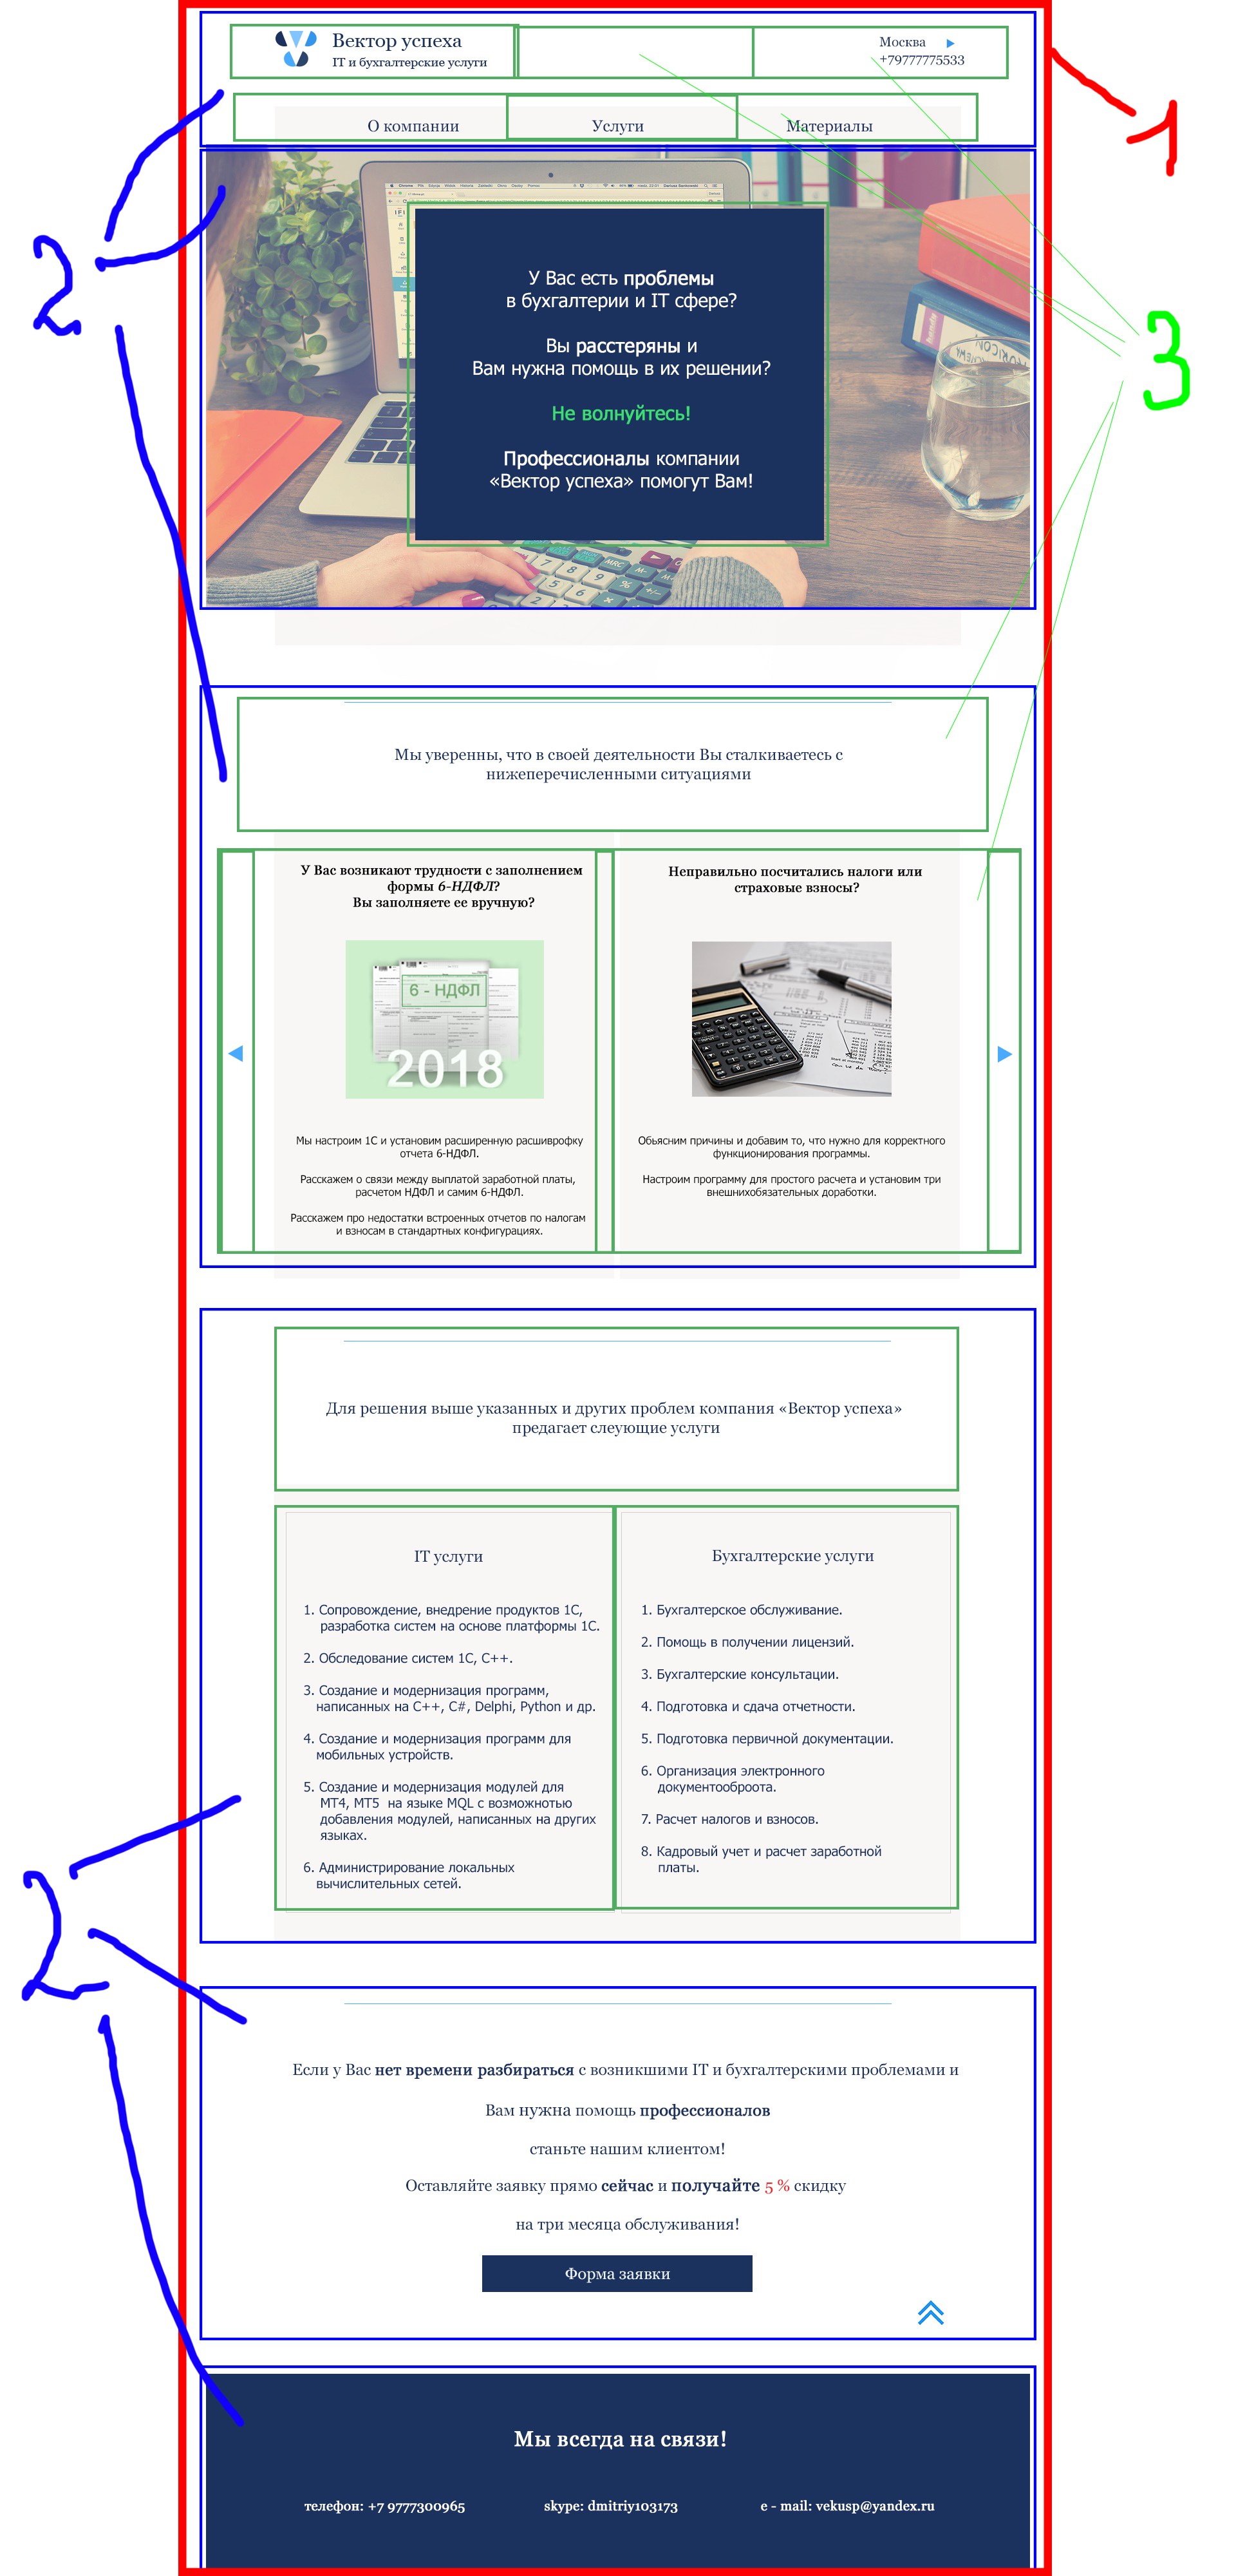 Вектор успеха
IT и бухгалтерские услуги
Москва
+79777775533
1
О компании
Услуги
Материалы
2
3
У Вас есть проблемы
в бухгалтерии и IT сфере?
Вы расстеряны и
Вам нужна помощь в их решении?
Не волнуйтесь!
Профессионалы компании
«Вектор успеха» помогут Вам!
Мы уверенны, что в своей деятельности Вы сталкиваетесь с
нижеперечисленными ситуациями
У Вас возникают трудности с заполнением
формы 6-НДФЛ?
Вы заполняете ее вручную?
6 - НДФЛ
2018
Мы настроим 1С и установим расширенную расшиврофку
отчета 6-НДФЛ.
Расскажем о связи между выплатой заработной платы,
расчетом НДФЛ и самим 6-НДФЛ.
Расскажем про недостатки встроенных отчетов по налогам
и взносам в стандартных конфигурациях.
Неправильно посчитались налоги или
страховые взносы?
Обьясним причины и добавим то, что нужно для корректного
функционирования программы.
Настроим программу для простого расчета и установим три
внешнихобязательных доработки.
Для решения выше указанных и других проблем компания «Вектор успеха»
предагает слеующие услуги
IT услуги
1. Сопровождение, внедрение продуктов 1С,
разработка систем на основе платформы 1С.
2. Обследование систем 1С, С++.
3. Создание и модернизация программ,
написанных на С++, С#, Delphi, Python и др.
4. Создание и модернизация программ для
мобильных устройств.
5. Создание и модернизация модулей для
МТ4, МТ5 на языке MQL с возможнотью
добавления модулей, написанных на других
языках.
6. Администрирование локальных
вычислительных сетей.
Бухгалтерские услуги
1. Бухгалтерское обслуживание.
2. Помощь в получении лицензий.
3. Бухгалтерские консультации.
4. Подготовка и сдача отчетности.
5. Подготовка первичной документации.
6. Организация электронного
документооброота.
7. Расчет налогов и взносов.
8. Кадровый учет и расчет заработной
платы.
2
Если у Вас нет времени разбираться с возникшими IT и бухгалтерскими проблемами и
Вам нужна помощь профессионалов
станьте нашим клиентом!
Оставляйте заявку прямо сейчас и получайте 5 % скидку
на три месяца обслуживания!
Форма заявки
Мы всегда на связи!
телефон: +7 9777300965
skype: dmitriy103173
e - mail: vekusp@yandex.ru